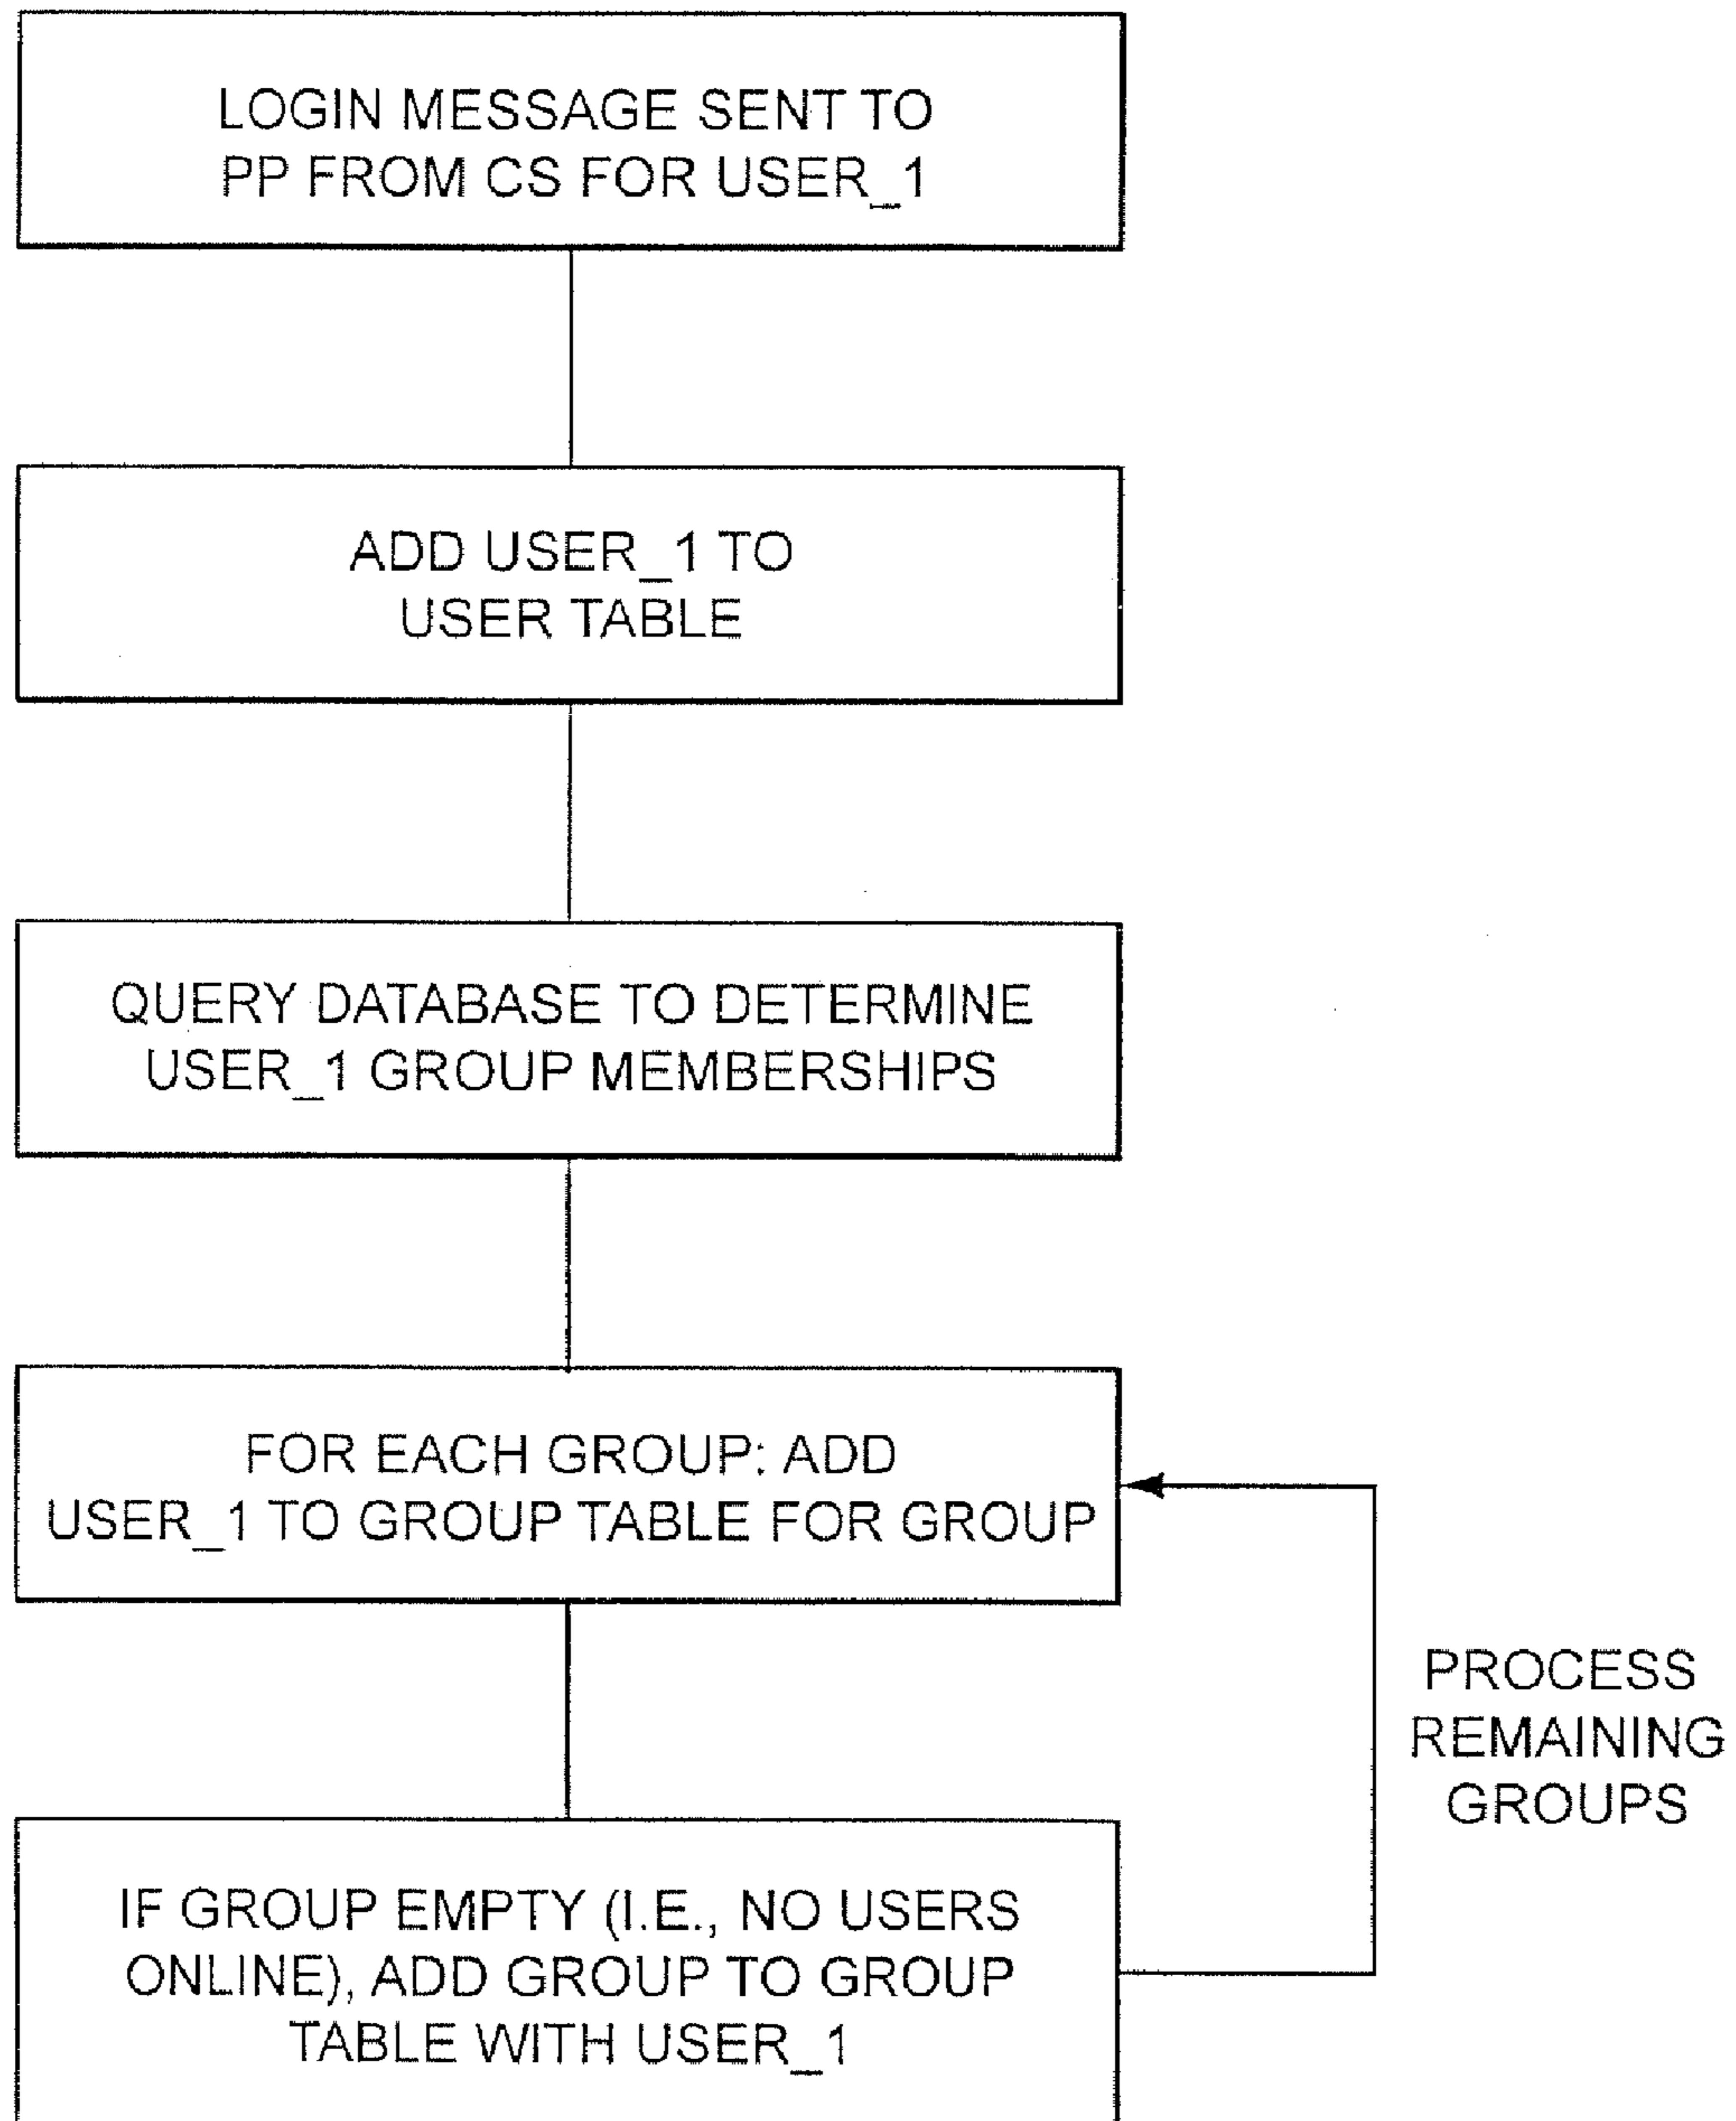 LOGIN MESSAGE SENT TO
PP FROM CS FOR USER_1
ADD USER_1 TO
USER TABLE
QUERY DATABASE TO DETERMINE
USER_1 GROUP MEMBERSHIPS
FOR EACH GROUP: ADD
USER_1 TO GROUP TABLE FOR GROUP
PROCESS
REMAINING
GROUPS
IF GROUP EMPTY (I.E., NO USERS
ONLINE), ADD GROUP TO GROUP
TABLE WITH USER_1